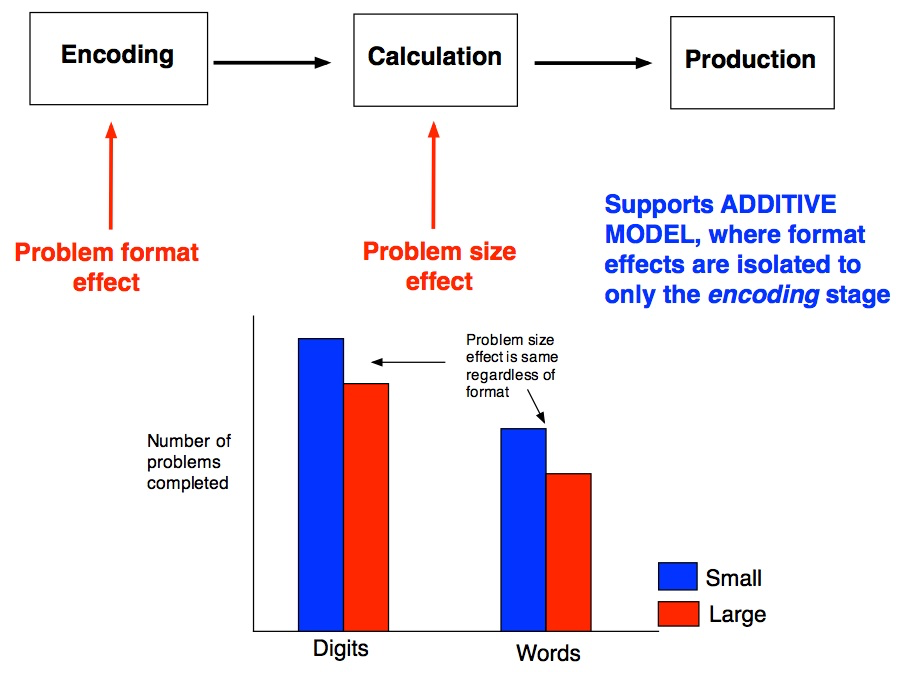 Encoding
Calculation
Production
Problem format
effect
Problem size
effect
Supports ADDITIVE
MODEL, where format
effects are isolated to
only the encoding stage
Problem size
effect is same
regardless of
format
Number of
problems
completed
Small
Large
Digits
Words